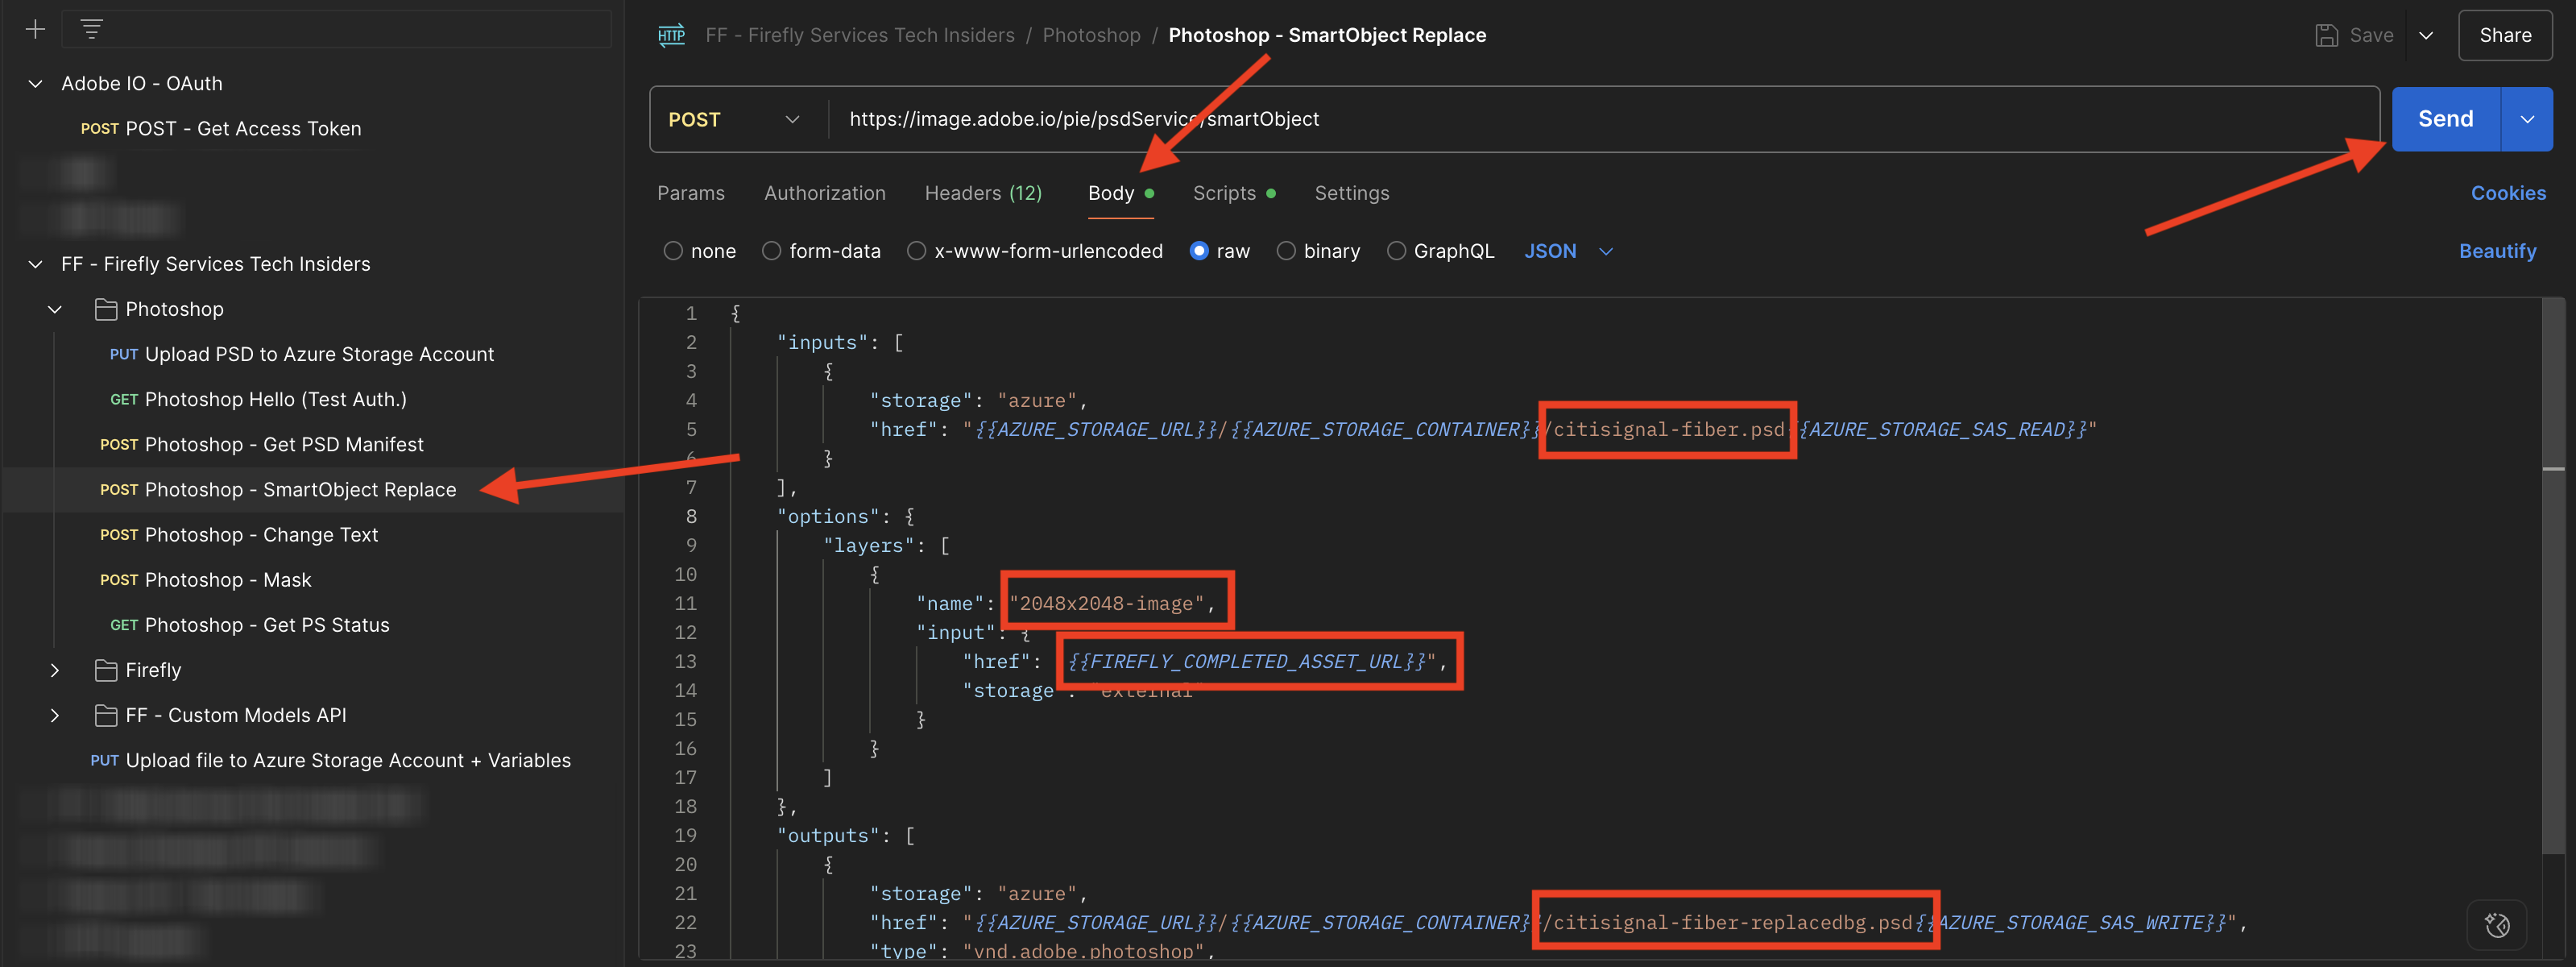 Adobe IO - OAuth
POST POST - Get Access Token
FF - Firefly Services Tech Insiders
Photoshop
PUT Upload PSD to Azure Storage Account
GET Photoshop Hello (Test Auth.)
POST Photoshop - Get PSD Manifest
POST Photoshop - SmartObject Replace
POST Photoshop - Change Text
POST Photoshop - Mask
GET Photoshop - Get PS Status
Firefly
FF - Custom Models API
PUT Upload file to Azure Storage Account + Variables
HTTP FF - Firefly Services Tech Insiders / Photoshop / Photoshop - SmartObject Replace
Save
Share
POST https://image.adobe.io/pie/psdService/smartObject
Send
Params Authorization Headers (12) Body Scripts Settings
Cookies
none form-data x-www-form-urlencoded raw binary GraphQL JSON
Beautify
1 {
2 "inputs": [
3 {
4 "storage": "azure",
5 "href": "{{AZURE_STORAGE_URL}}/{{AZURE_STORAGE_CONTAINER}}/citisignal-fiber.psd{{AZURE_STORAGE_SAS_READ}}"
6 }
7 ],
8 "options": {
9 "layers": [
10 {
11 "name": "2048x2048-image",
12 "input": {
13 "href": {{FIREFLY_COMPLETED_ASSET_URL}}",
14 "storage": "external"
15 }
16 }
17 ]
18 },
19 "outputs": [
20 {
21 "storage": "azure",
22 "href": "{{AZURE_STORAGE_URL}}/{{AZURE_STORAGE_CONTAINER}}/citisignal-fiber-replacedbg.psd{{AZURE_STORAGE_SAS_WRITE}}",
23 "type": "vnd.adobe.photoshop",